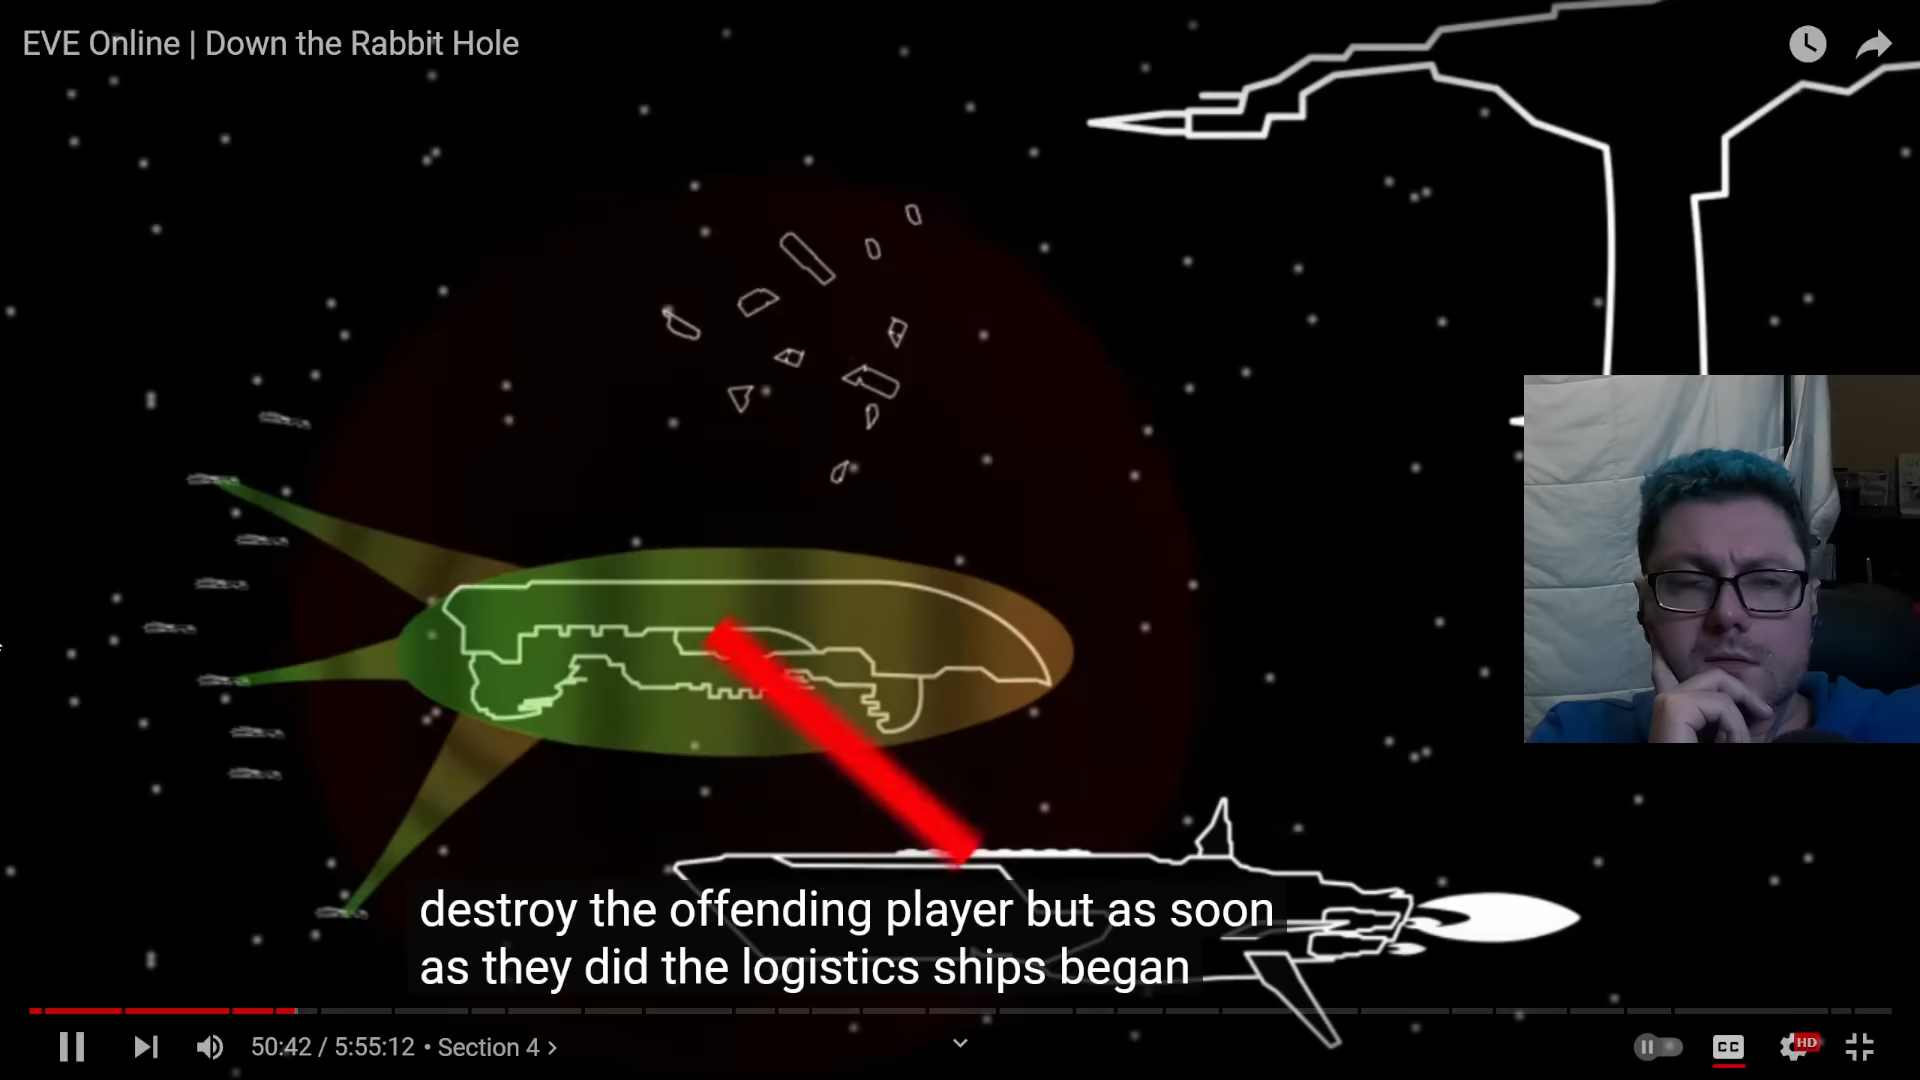 EVE Online | Down the Rabbit Hole
destroy the offending player but as soon
as they did the logistics ships began
50:42 / 5:55:12 • Section 4 >
CC
HD